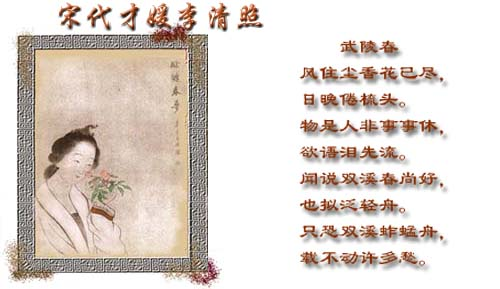 宋代才媛李清照
武陵春
风住尘香花已尽，
日晚倦梳头。
物是人非事事休，
欲语泪先流。
闻说双溪春尚好，
也拟泛轻舟。
只恐双溪蚱蜢舟，
载不动许多愁。